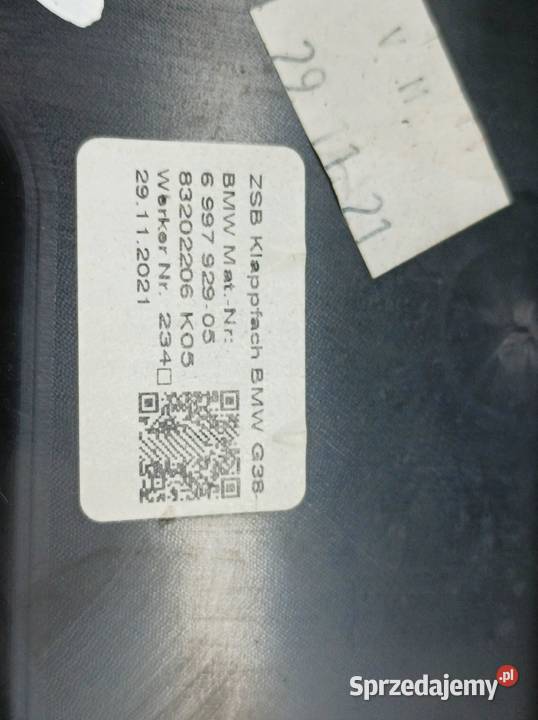 V. M.
29 11 21
ZSB Klappfach BMW G38
BMW Mat.-Nr:
6 997 929-05
83202206 K05
Werker Nr. 234□
29.11.2021
Sprzedajemy.pl